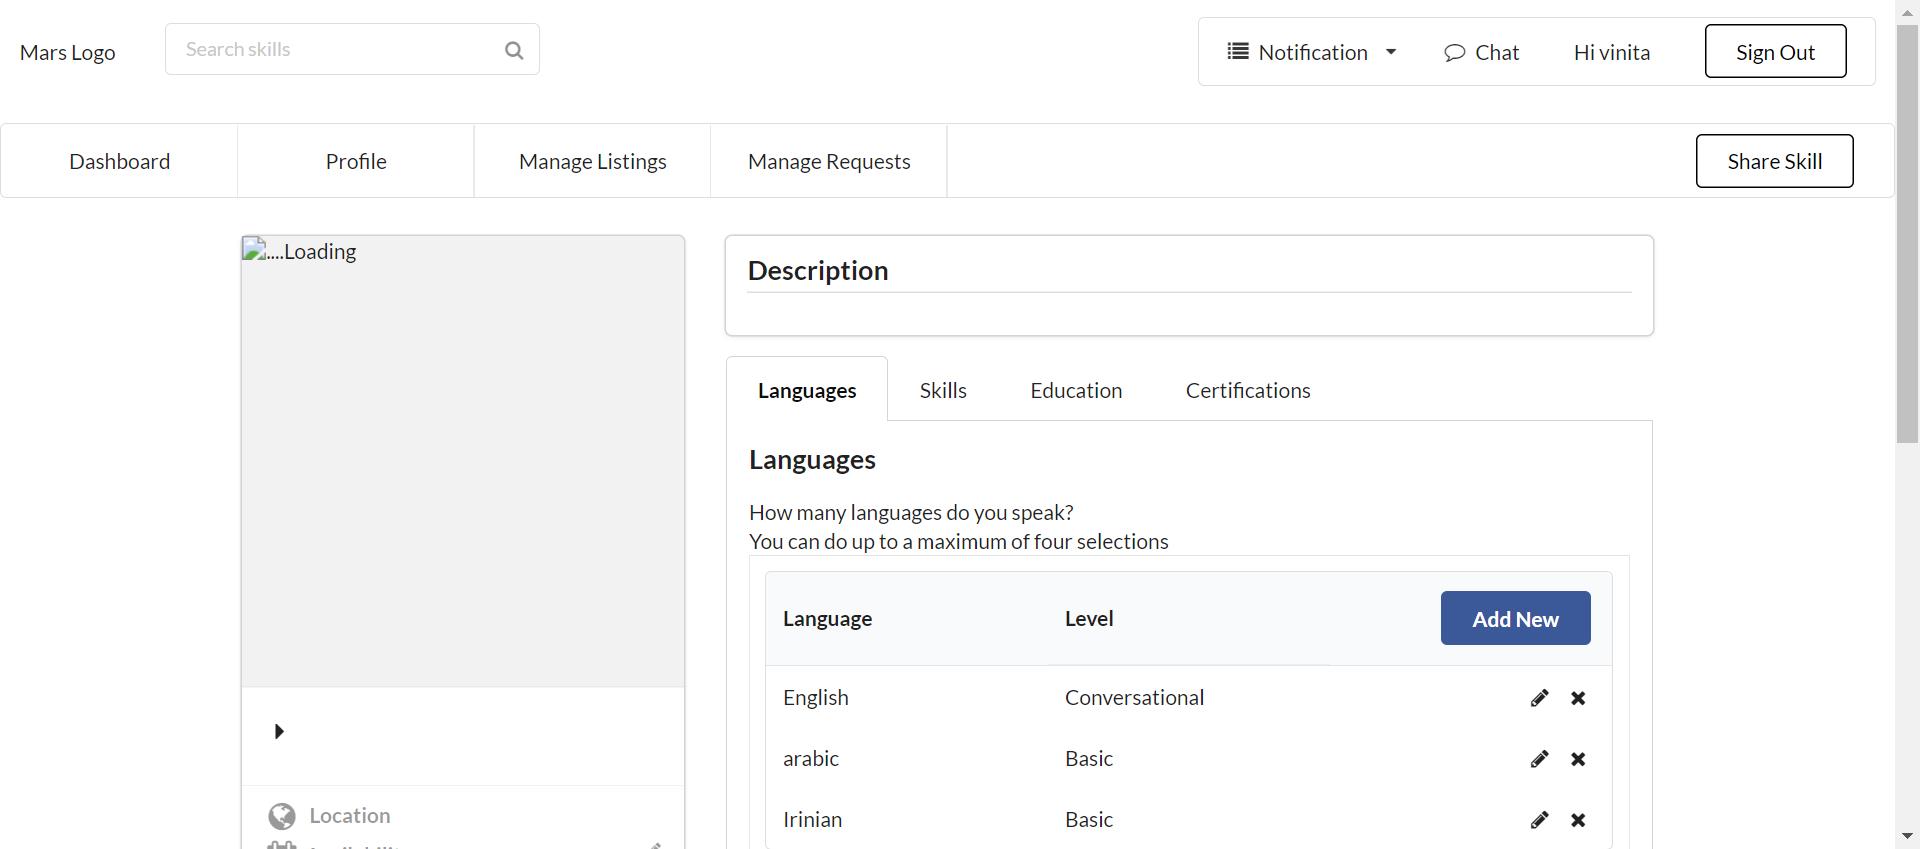 Mars Logo
Search skills
Notification
Chat
Hi vinita
Sign Out
Dashboard
Profile
Manage Listings
Manage Requests
Share Skill
....Loading
Description
Languages
Skills
Education
Certifications
Languages
How many languages do you speak?
You can do up to a maximum of four selections
Language
Level
Add New
English
Conversational
arabic
Basic
Irinian
Basic
Location